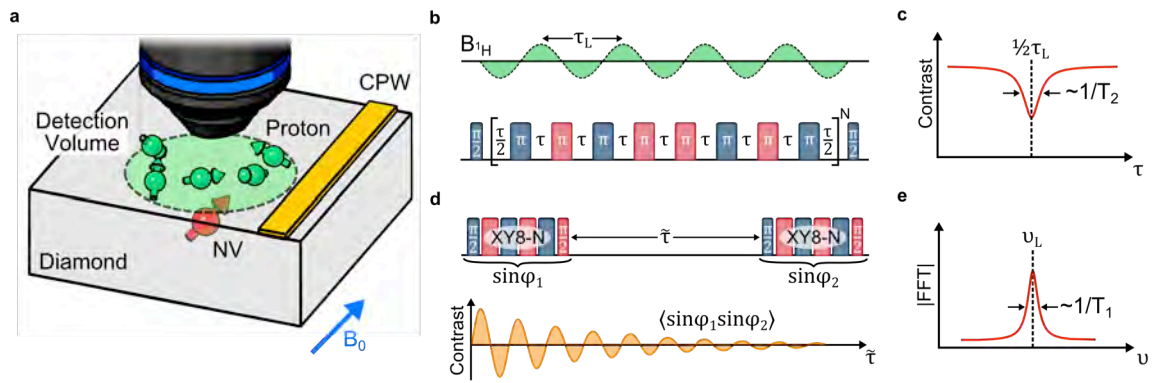 a
CPW
Detection
Volume
Proton
NV
Diamond
B₀
b
B¹H
τL
π/2 [ τ/2 π τ π τ π τ π τ π τ π τ π τ π τ/2 ]N π/2
c
Contrast
½τL
~1/T₂
τ
d
π/2 XY8-N π/2 τ̃ π/2 XY8-N π/2
sinφ₁ sinφ₂
Contrast
⟨sinφ₁sinφ₂⟩
τ̃
e
|FFT|
υL
~1/T₁
υ